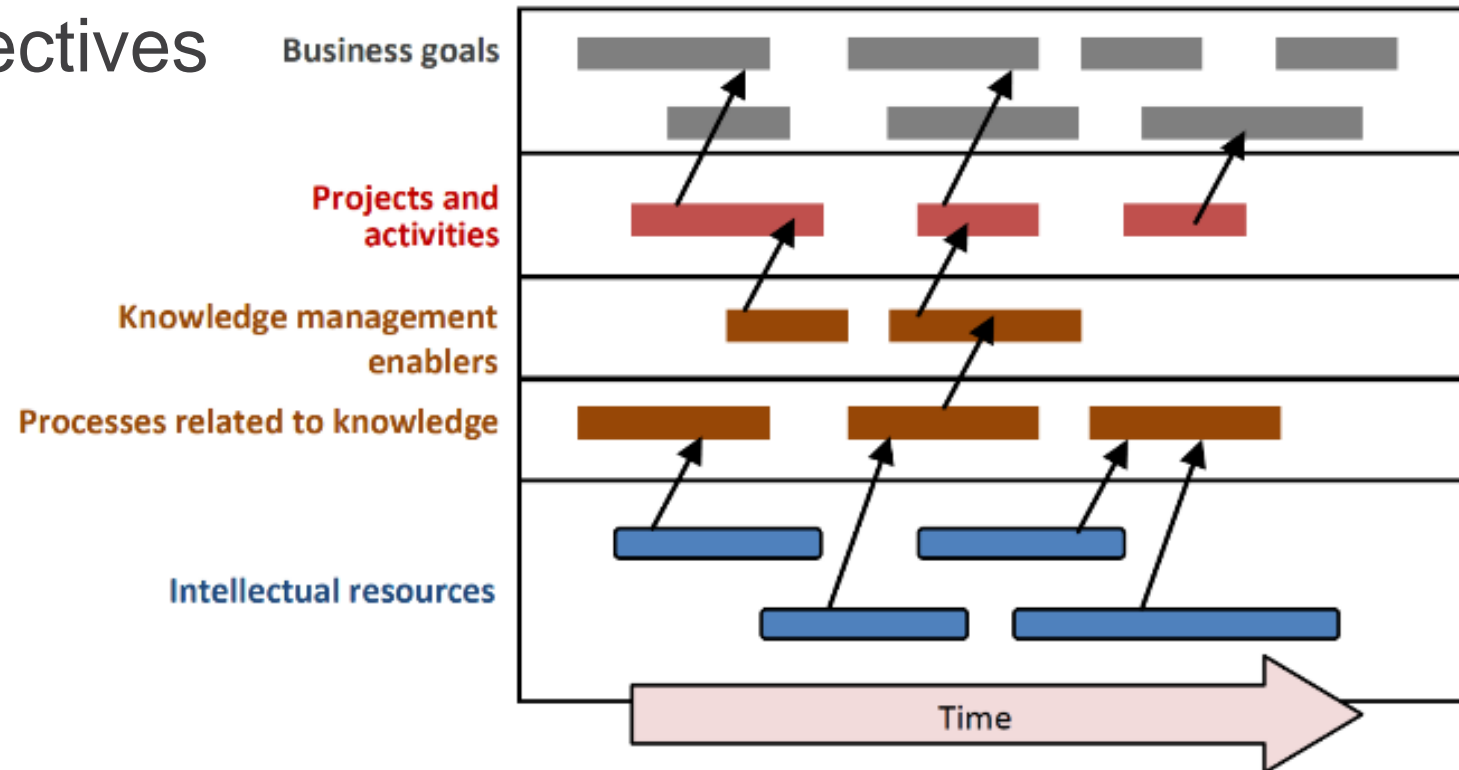 ectives
Business goals
Projects and
activities
Knowledge management
enablers
Processes related to knowledge
Intellectual resources
Time